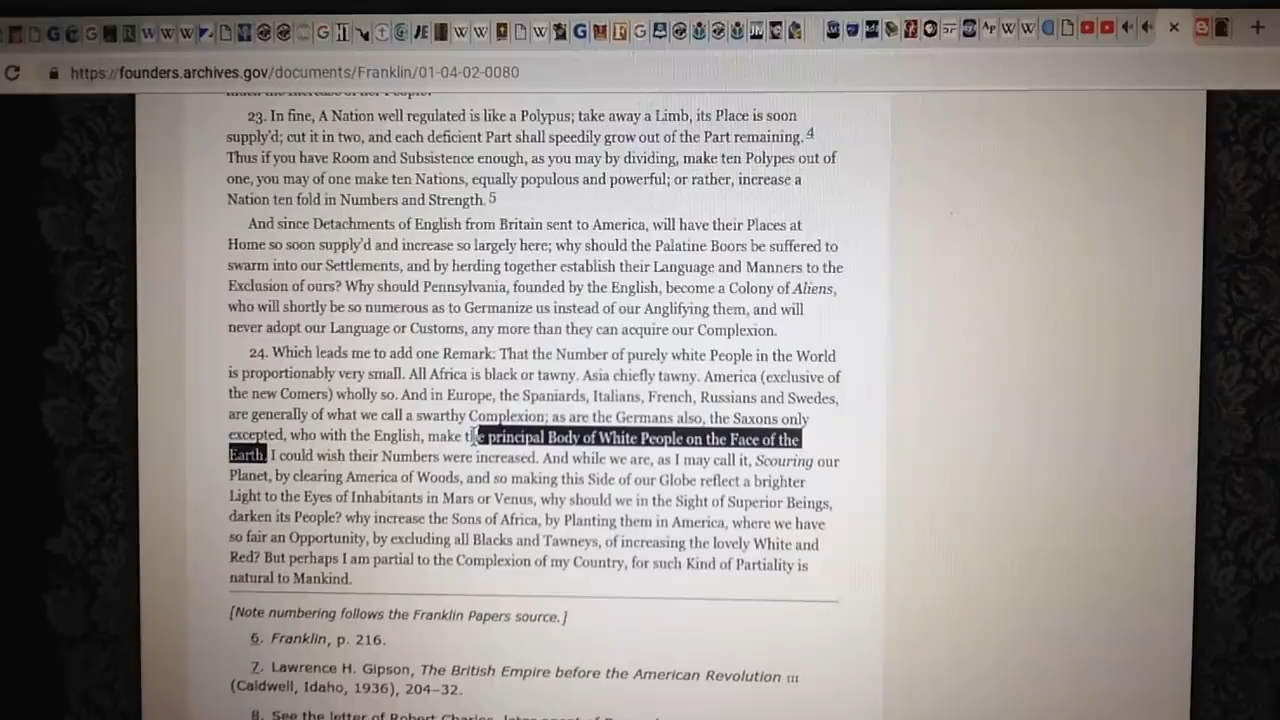 https://founders.archives.gov/documents/Franklin/01-04-02-0080
23. In fine, A Nation well regulated is like a Polypus; take away a Limb, its Place is soon
supply'd; cut it in two, and each deficient Part shall speedily grow out of the Part remaining. 4
Thus if you have Room and Subsistence enough, as you may by dividing, make ten Polypes out of
one, you may of one make ten Nations, equally populous and powerful; or rather, increase a
Nation ten fold in Numbers and Strength. 5
And since Detachments of English from Britain sent to America, will have their Places at
Home so soon supply'd and increase so largely here; why should the Palatine Boors be suffered to
swarm into our Settlements, and by herding together establish their Language and Manners to the
Exclusion of ours? Why should Pennsylvania, founded by the English, become a Colony of Aliens,
who will shortly be so numerous as to Germanize us instead of our Anglifying them, and will
never adopt our Language or Customs, any more than they can acquire our Complexion.
24. Which leads me to add one Remark: That the Number of purely white People in the World
is proportionably very small. All Africa is black or tawny. Asia chiefly tawny. America (exclusive of
the new Comers) wholly so. And in Europe, the Spaniards, Italians, French, Russians and Swedes,
are generally of what we call a swarthy Complexion; as are the Germans also, the Saxons only
excepted, who with the English, make the principal Body of White People on the Face of the
Earth. I could wish their Numbers were increased. And while we are, as I may call it, Scouring our
Planet, by clearing America of Woods, and so making this Side of our Globe reflect a brighter
Light to the Eyes of Inhabitants in Mars or Venus, why should we in the Sight of Superior Beings,
darken its People? why increase the Sons of Africa, by Planting them in America, where we have
so fair an Opportunity, by excluding all Blacks and Tawneys, of increasing the lovely White and
Red? But perhaps I am partial to the Complexion of my Country, for such Kind of Partiality is
natural to Mankind.
[Note numbering follows the Franklin Papers source.]
6. Franklin, p. 216.
7. Lawrence H. Gipson, The British Empire before the American Revolution III
(Caldwell, Idaho, 1936), 204–32.
8. See the letter of Robert Charles,